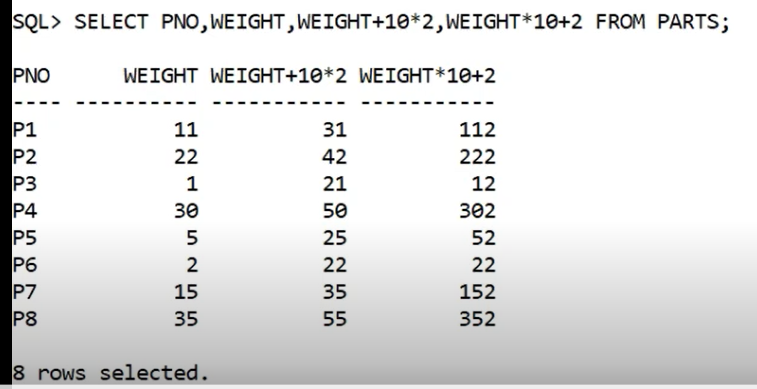 SQL> SELECT PNO,WEIGHT,WEIGHT+10*2,WEIGHT*10+2 FROM PARTS;
PNO      WEIGHT WEIGHT+10*2 WEIGHT*10+2
---- ---------- ----------- -----------
P1           11          31         112
P2           22          42         222
P3            1          21          12
P4           30          50         302
P5            5          25          52
P6            2          22          22
P7           15          35         152
P8           35          55         352
8 rows selected.